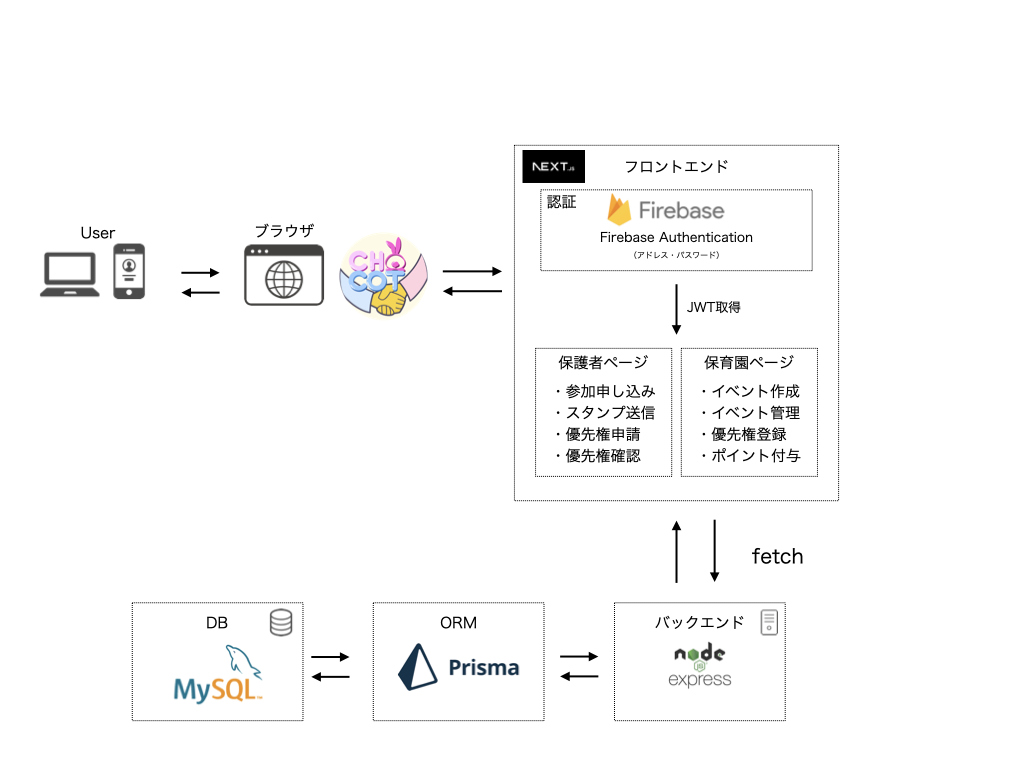 User
ブラウザ
CHOCOT
NEXT.JS
フロントエンド
認証
Firebase
Firebase Authentication
（アドレス・パスワード）
JWT取得
保護者ページ
・参加申し込み
・スタンプ送信
・優先権申請
・優先権確認
保育園ページ
・イベント作成
・イベント管理
・優先権登録
・ポイント付与
fetch
DB
MySQL™
ORM
Prisma
バックエンド
node
JS
express